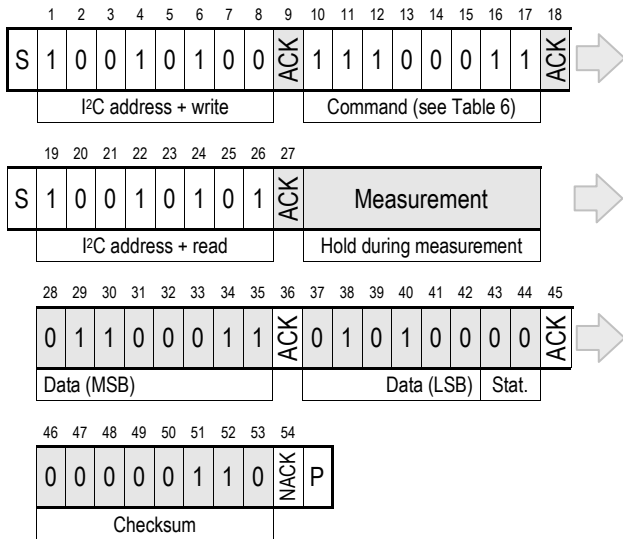 1 2 3 4 5 6 7 8 9 10 11 12 13 14 15 16 17 18
S 1 0 0 1 0 1 0 0 ACK 1 1 1 0 0 0 1 1 ACK
I²C address + write Command (see Table 6)
19 20 21 22 23 24 25 26 27
S 1 0 0 1 0 1 0 1 ACK Measurement
I²C address + read Hold during measurement
28 29 30 31 32 33 34 35 36 37 38 39 40 41 42 43 44 45
0 1 1 0 0 0 1 1 ACK 0 1 0 1 0 0 0 0 ACK
Data (MSB) Data (LSB) Stat.
46 47 48 49 50 51 52 53 54
0 0 0 0 0 1 1 0 NACK P
Checksum